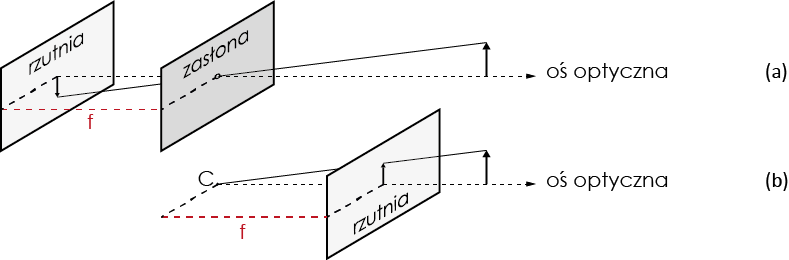 rzutnia
zasłona
oś optyczna
(a)
f
C
oś optyczna
(b)
rzutnia
f